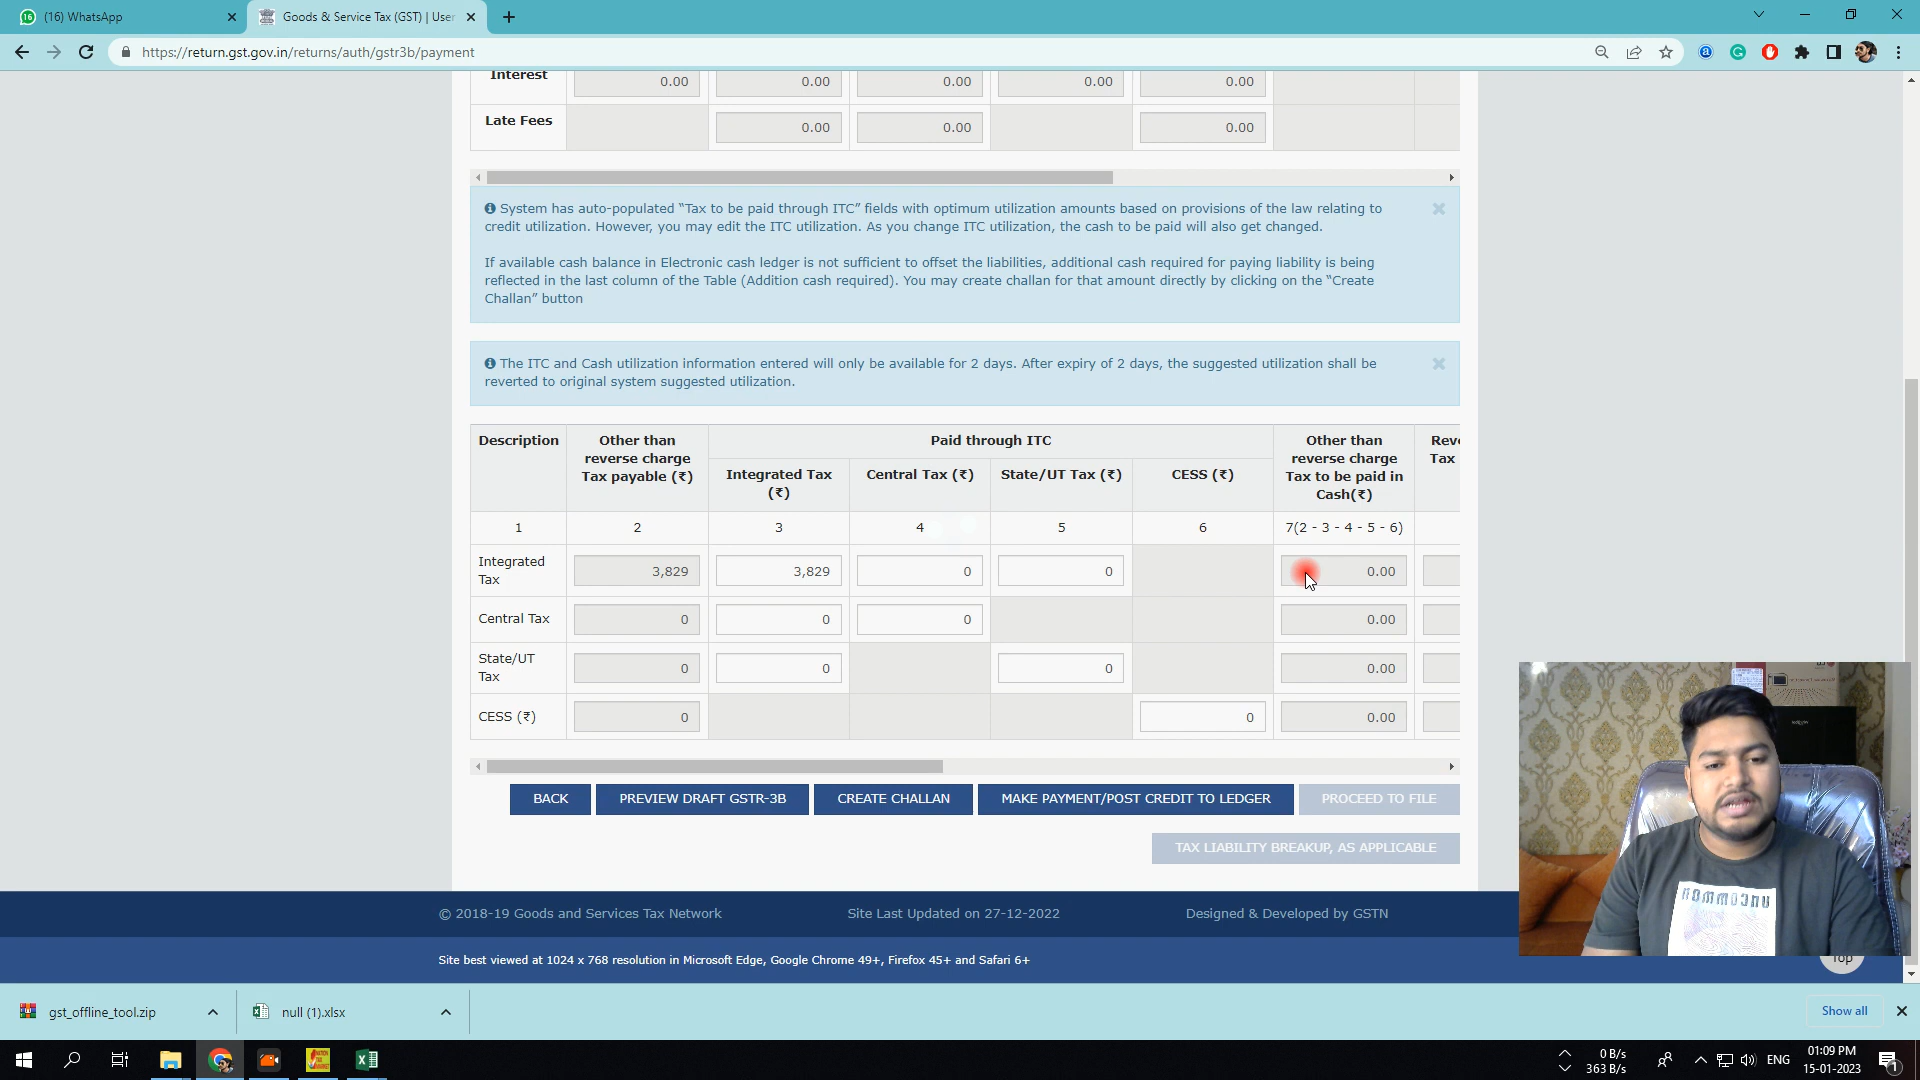 (16) WhatsApp
Goods & Service Tax (GST) | User
https://return.gst.gov.in/returns/auth/gstr3b/payment
Interest 0.00 0.00 0.00 0.00 0.00
Late Fees 0.00 0.00 0.00
System has auto-populated “Tax to be paid through ITC” fields with optimum utilization amounts based on provisions of the law relating to
credit utilization. However, you may edit the ITC utilization. As you change ITC utilization, the cash to be paid will also get changed.
If available cash balance in Electronic cash ledger is not sufficient to offset the liabilities, additional cash required for paying liability is being
reflected in the last column of the Table (Addition cash required). You may create challan for that amount directly by clicking on the “Create
Challan” button
The ITC and Cash utilization information entered will only be available for 2 days. After expiry of 2 days, the suggested utilization shall be
reverted to original system suggested utilization.
Description
Other than
reverse charge
Tax payable (₹)
Paid through ITC
Integrated Tax
(₹)
Central Tax (₹)
State/UT Tax (₹)
CESS (₹)
Other than
reverse charge
Tax to be paid in
Cash(₹)
Rev
Tax
1 2 3 4 5 6 7(2 - 3 - 4 - 5 - 6)
Integrated
Tax
3,829 3,829 0 0 0.00
Central Tax 0 0 0 0.00
State/UT
Tax
0 0 0 0.00
CESS (₹) 0 0 0.00
BACK
PREVIEW DRAFT GSTR-3B
CREATE CHALLAN
MAKE PAYMENT/POST CREDIT TO LEDGER
PROCEED TO FILE
TAX LIABILITY BREAKUP, AS APPLICABLE
© 2018-19 Goods and Services Tax Network
Site Last Updated on 27-12-2022
Designed & Developed by GSTN
Site best viewed at 1024 x 768 resolution in Microsoft Edge, Google Chrome 49+, Firefox 45+ and Safari 6+
Top
gst_offline_tool.zip
null (1).xlsx
Show all
0 B/s
363 B/s
ENG
01:09 PM
15-01-2023
1